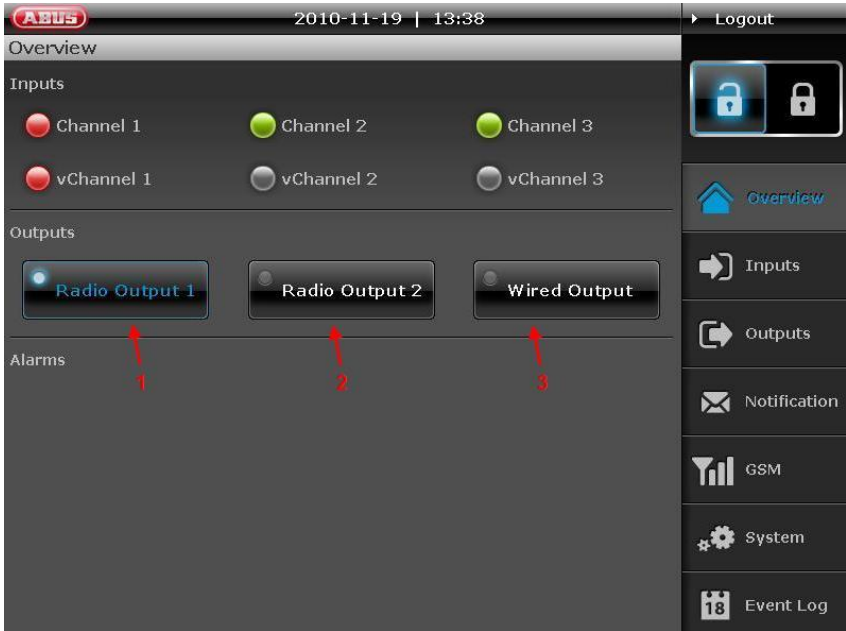 ABUS
2010-11-19 | 13:38
Logout
Overview
Inputs
Channel 1
Channel 2
Channel 3
vChannel 1
vChannel 2
vChannel 3
Outputs
Radio Output 1
Radio Output 2
Wired Output
1
2
3
Alarms
Overview
Inputs
Outputs
Notification
GSM
System
18
Event Log